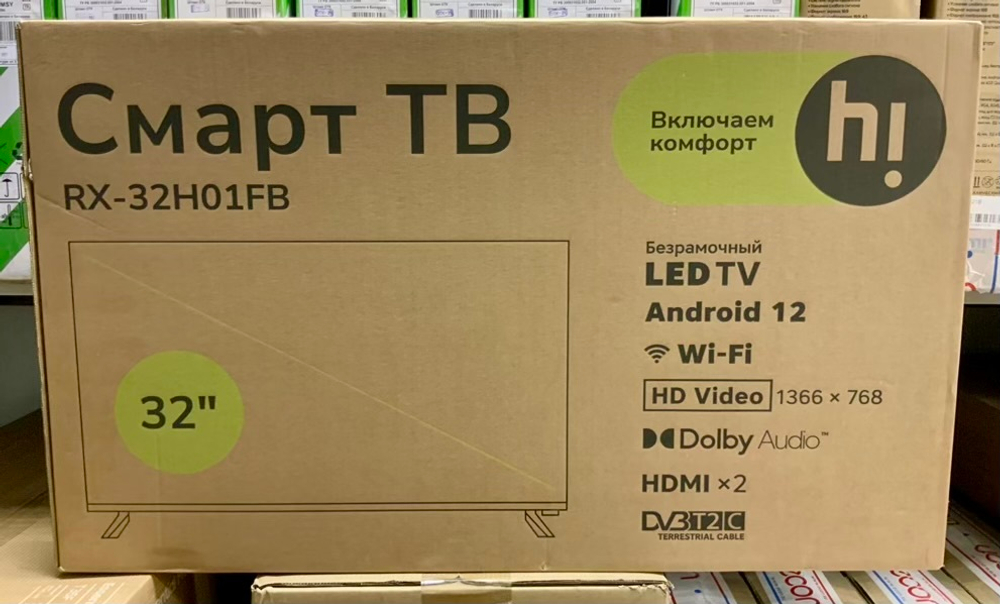 Смарт ТВ
RX-32H01FB
Включаем
комфорт
hi
32"
Безрамочный
LED TV
Android 12
Wi-Fi
HD Video 1366 × 768
Dolby Audio™
HDMI ×2
DVB T2 C
TERRESTRIAL CABLE